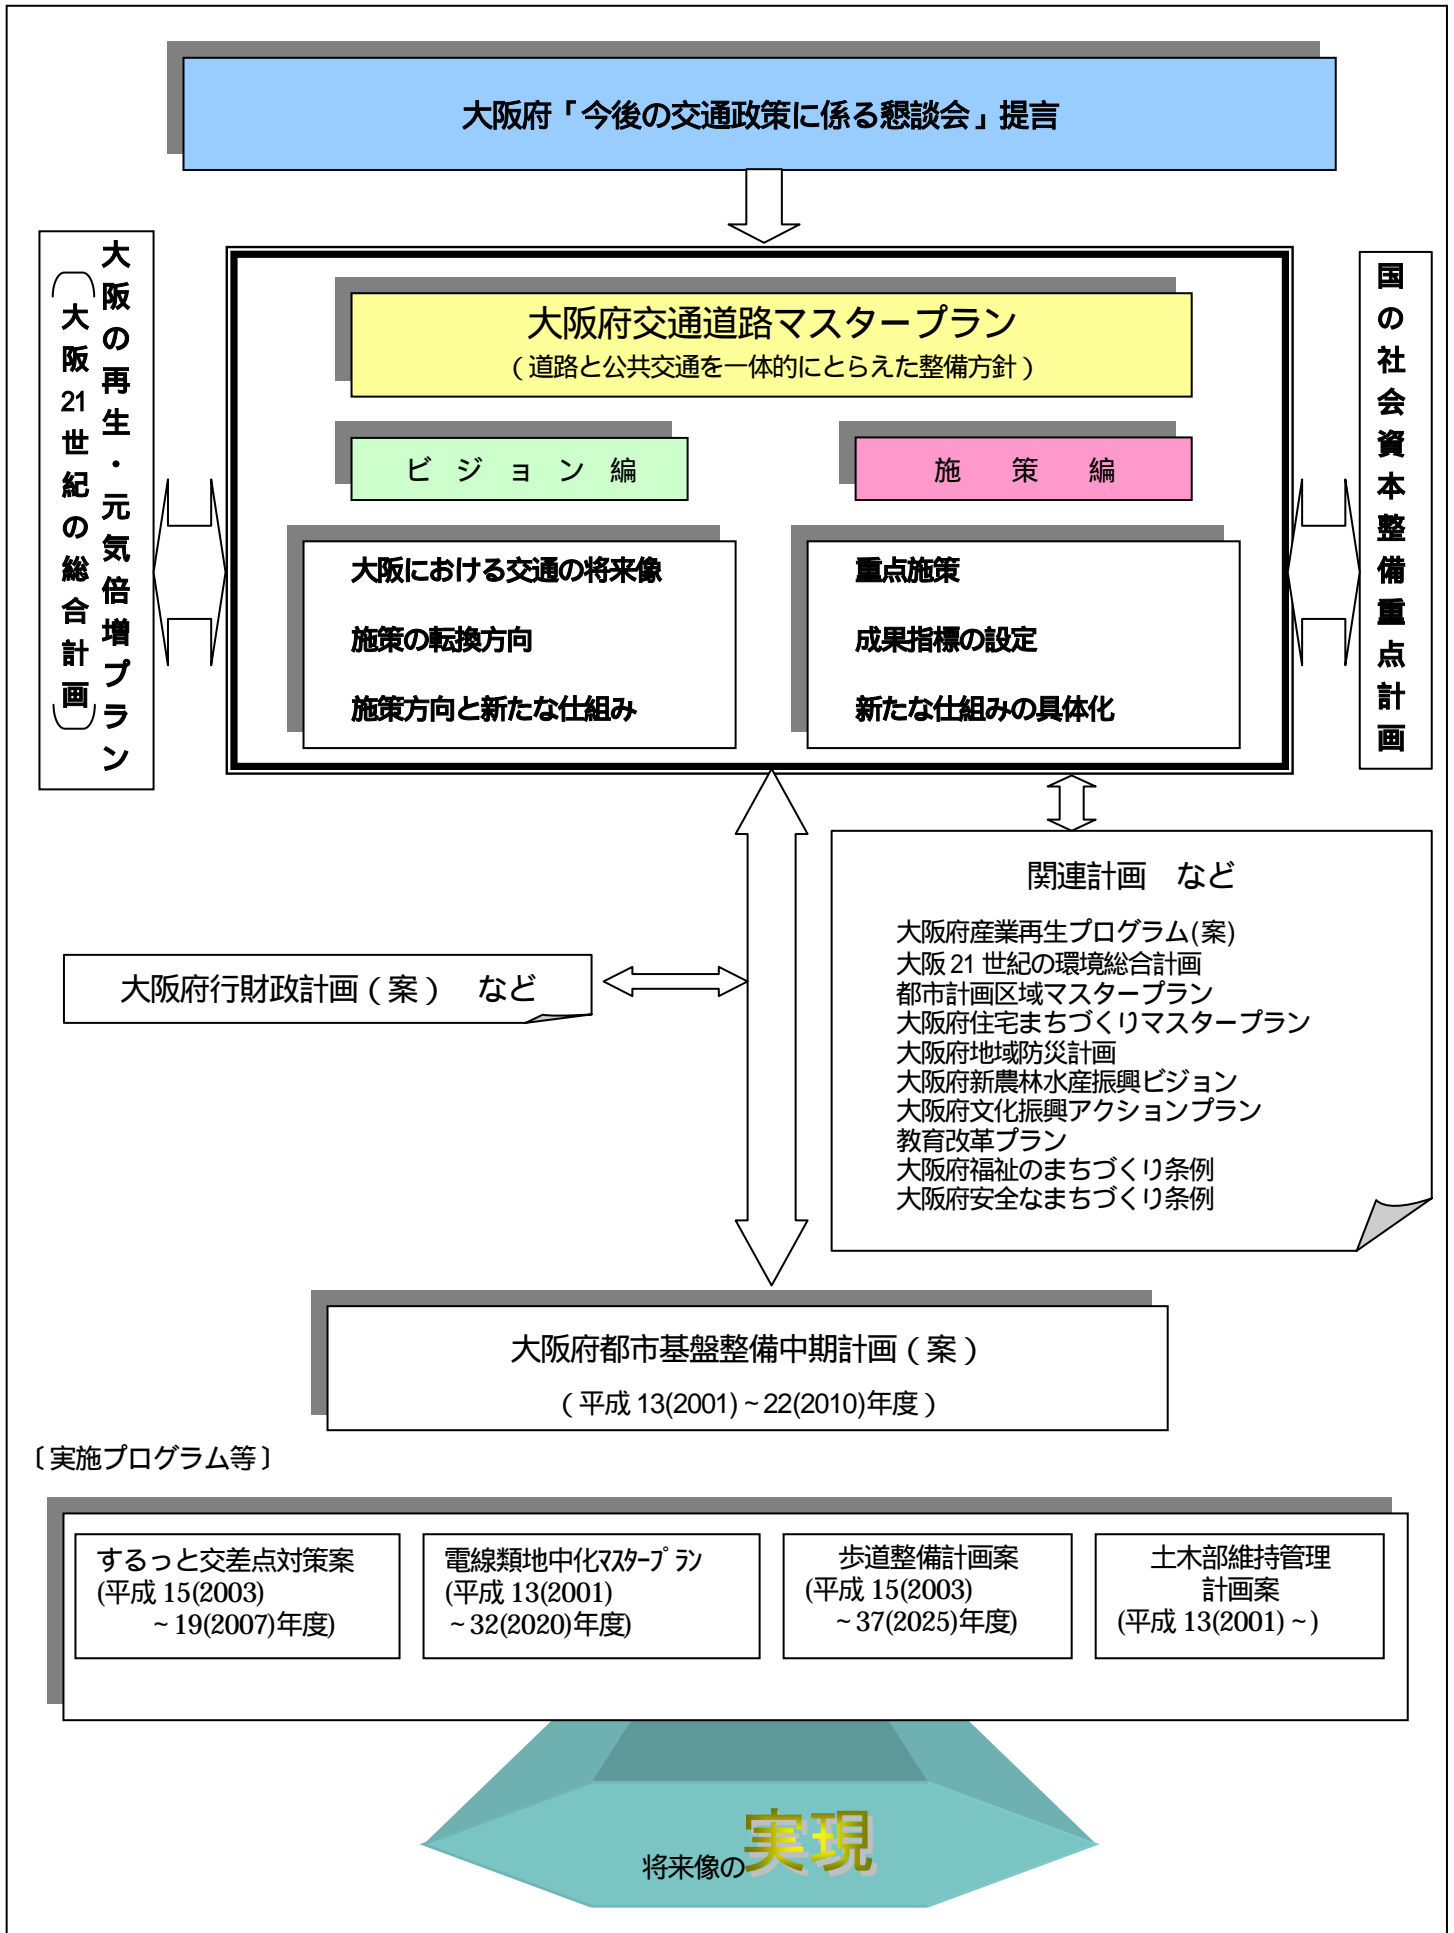 大阪府「今後の交通政策に係る懇談会」提言
大阪の再生・元気倍増プラン
（大阪21世紀の総合計画）
国の社会資本整備重点計画
大阪府交通道路マスタープラン
（道路と公共交通を一体的にとらえた整備方針）
ビジョン編
施策編
大阪における交通の将来像
施策の転換方向
施策方向と新たな仕組み
重点施策
成果指標の設定
新たな仕組みの具体化
関連計画　など
大阪府産業再生プログラム(案)
大阪21世紀の環境総合計画
都市計画区域マスタープラン
大阪府住宅まちづくりマスタープラン
大阪府地域防災計画
大阪府新農林水産振興ビジョン
大阪府文化振興アクションプラン
教育改革プラン
大阪府福祉のまちづくり条例
大阪府安全なまちづくり条例
大阪府行財政計画（案）　など
大阪府都市基盤整備中期計画（案）
（平成13(2001)~22(2010)年度）
〔実施プログラム等〕
するっと交差点対策案
(平成15(2003)
~19(2007)年度)
電線類地中化ﾏｽﾀｰﾌﾟﾗﾝ
(平成13(2001)
~32(2020)年度)
歩道整備計画案
(平成15(2003)
~37(2025)年度)
土木部維持管理
計画案
(平成13(2001)~)
将来像の実現